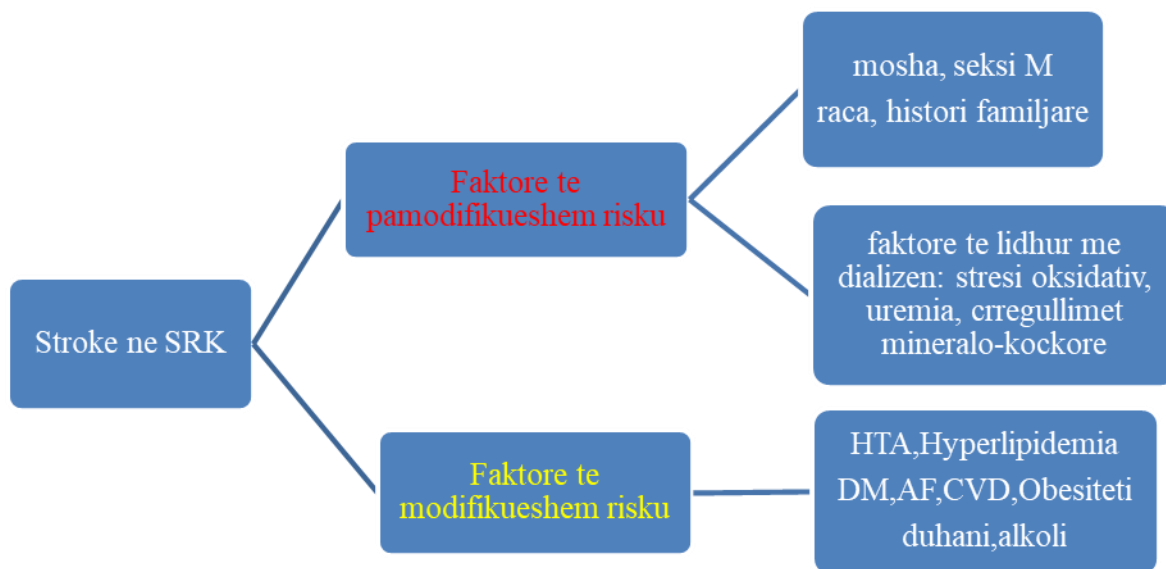 Stroke ne SRK
Faktore te
pamodifikueshem risku
mosha, seksi M
raca, histori familjare
faktore te lidhur me
dializen: stresi oksidativ,
uremia, crregullimet
mineralo-kockore
Faktore te
modifikueshem risku
HTA,Hyperlipidemia
DM,AF,CVD,Obesiteti
duhani,alkoli